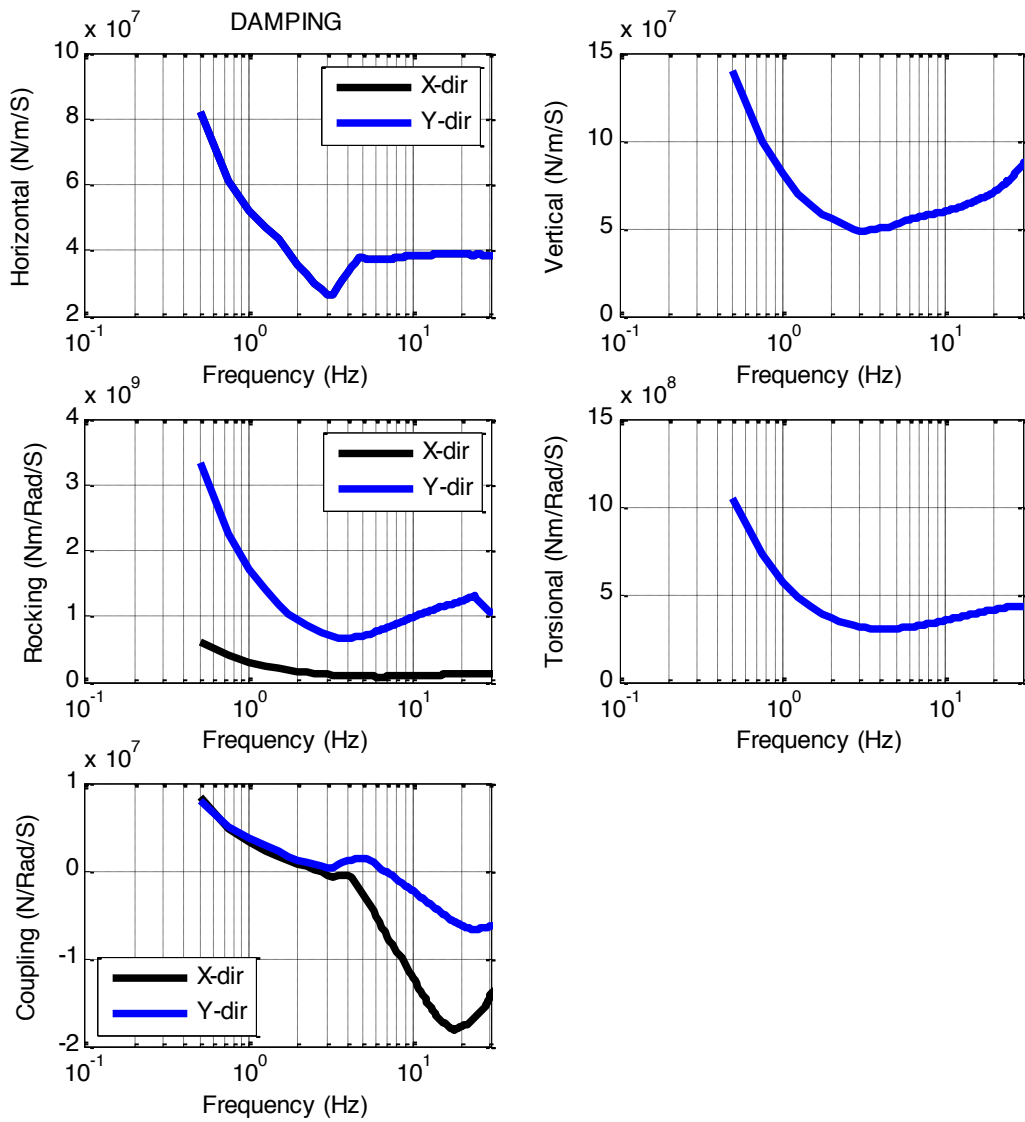 DAMPING
x 10^7
10
8
6
4
2
Horizontal (N/m/S)
X-dir
Y-dir
10^-1 10^0 10^1
Frequency (Hz)
x 10^7
15
10
5
0
Vertical (N/m/S)
10^-1 10^0 10^1
Frequency (Hz)
x 10^9
4
3
2
1
0
Rocking (Nm/Rad/S)
X-dir
Y-dir
10^-1 10^0 10^1
Frequency (Hz)
x 10^8
15
10
5
0
Torsional (Nm/Rad/S)
10^-1 10^0 10^1
Frequency (Hz)
x 10^7
1
0
-1
-2
Coupling (N/Rad/S)
X-dir
Y-dir
10^-1 10^0 10^1
Frequency (Hz)